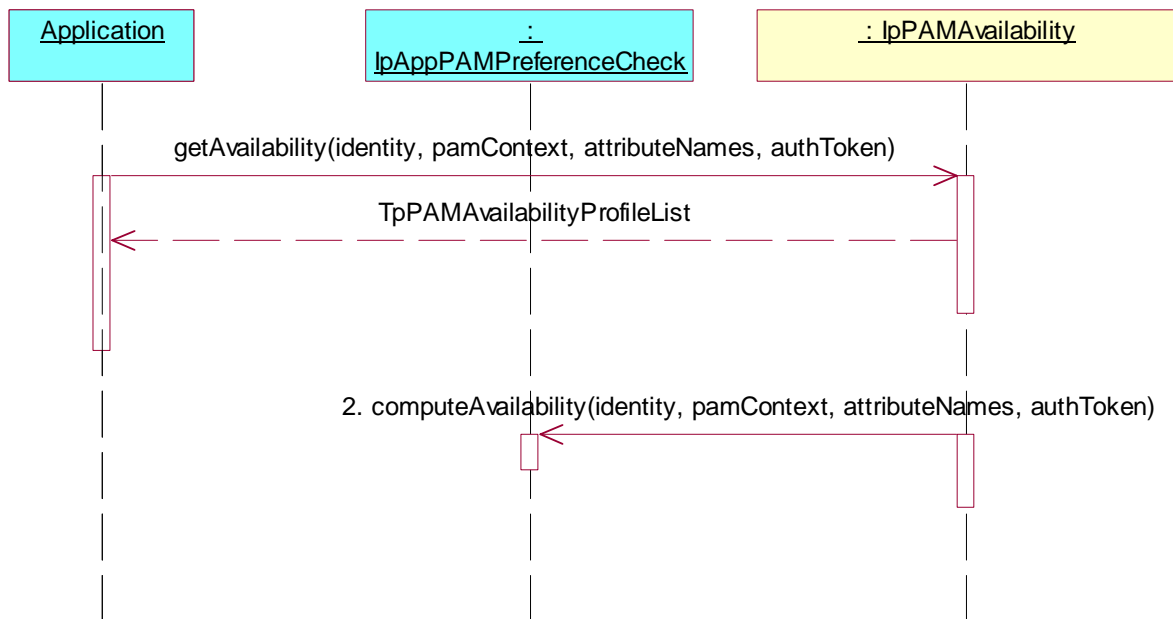 Application
:
IpAppPAMPreferenceCheck
: IpPAMAvailability
getAvailability(identity, pamContext, attributeNames, authToken)
TpPAMAvailabilityProfileList
2. computeAvailability(identity, pamContext, attributeNames, authToken)